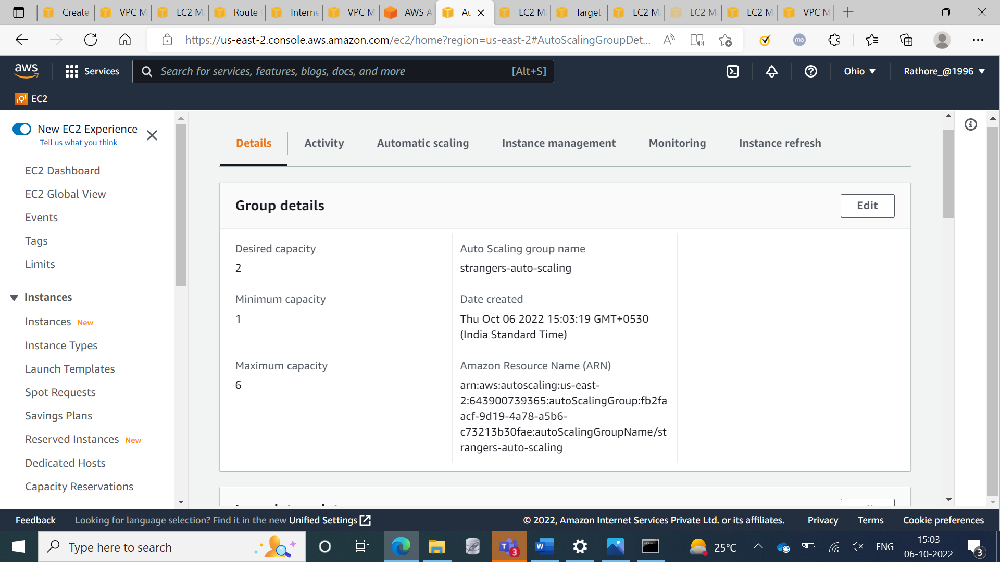 Create
VPC M
EC2 M
Route
Interne
VPC M
AWS A
Au
EC2 M
Target
EC2 M
EC2 M
EC2 M
VPC M
https://us-east-2.console.aws.amazon.com/ec2/home?region=us-east-2#AutoScalingGroupDet...
me
aws
Services
Search for services, features, blogs, docs, and more
[Alt+S]
Ohio
Rathore_@1996
EC2
New EC2 Experience
Tell us what you think
EC2 Dashboard
EC2 Global View
Events
Tags
Limits
Instances
Instances New
Instance Types
Launch Templates
Spot Requests
Savings Plans
Reserved Instances New
Dedicated Hosts
Capacity Reservations
Details
Activity
Automatic scaling
Instance management
Monitoring
Instance refresh
Group details
Edit
Desired capacity
2
Minimum capacity
1
Maximum capacity
6
Auto Scaling group name
strangers-auto-scaling
Date created
Thu Oct 06 2022 15:03:19 GMT+0530
(India Standard Time)
Amazon Resource Name (ARN)
arn:aws:autoscaling:us-east-
2:643900739365:autoScalingGroup:fb2fa
acf-9d19-4a78-a5b6-
c73213b30fae:autoScalingGroupName/st
rangers-auto-scaling
Feedback
Looking for language selection? Find it in the new Unified Settings
© 2022, Amazon Internet Services Private Ltd. or its affiliates.
Privacy
Terms
Cookie preferences
Type here to search
3
25°C
ENG
15:03
06-10-2022
3